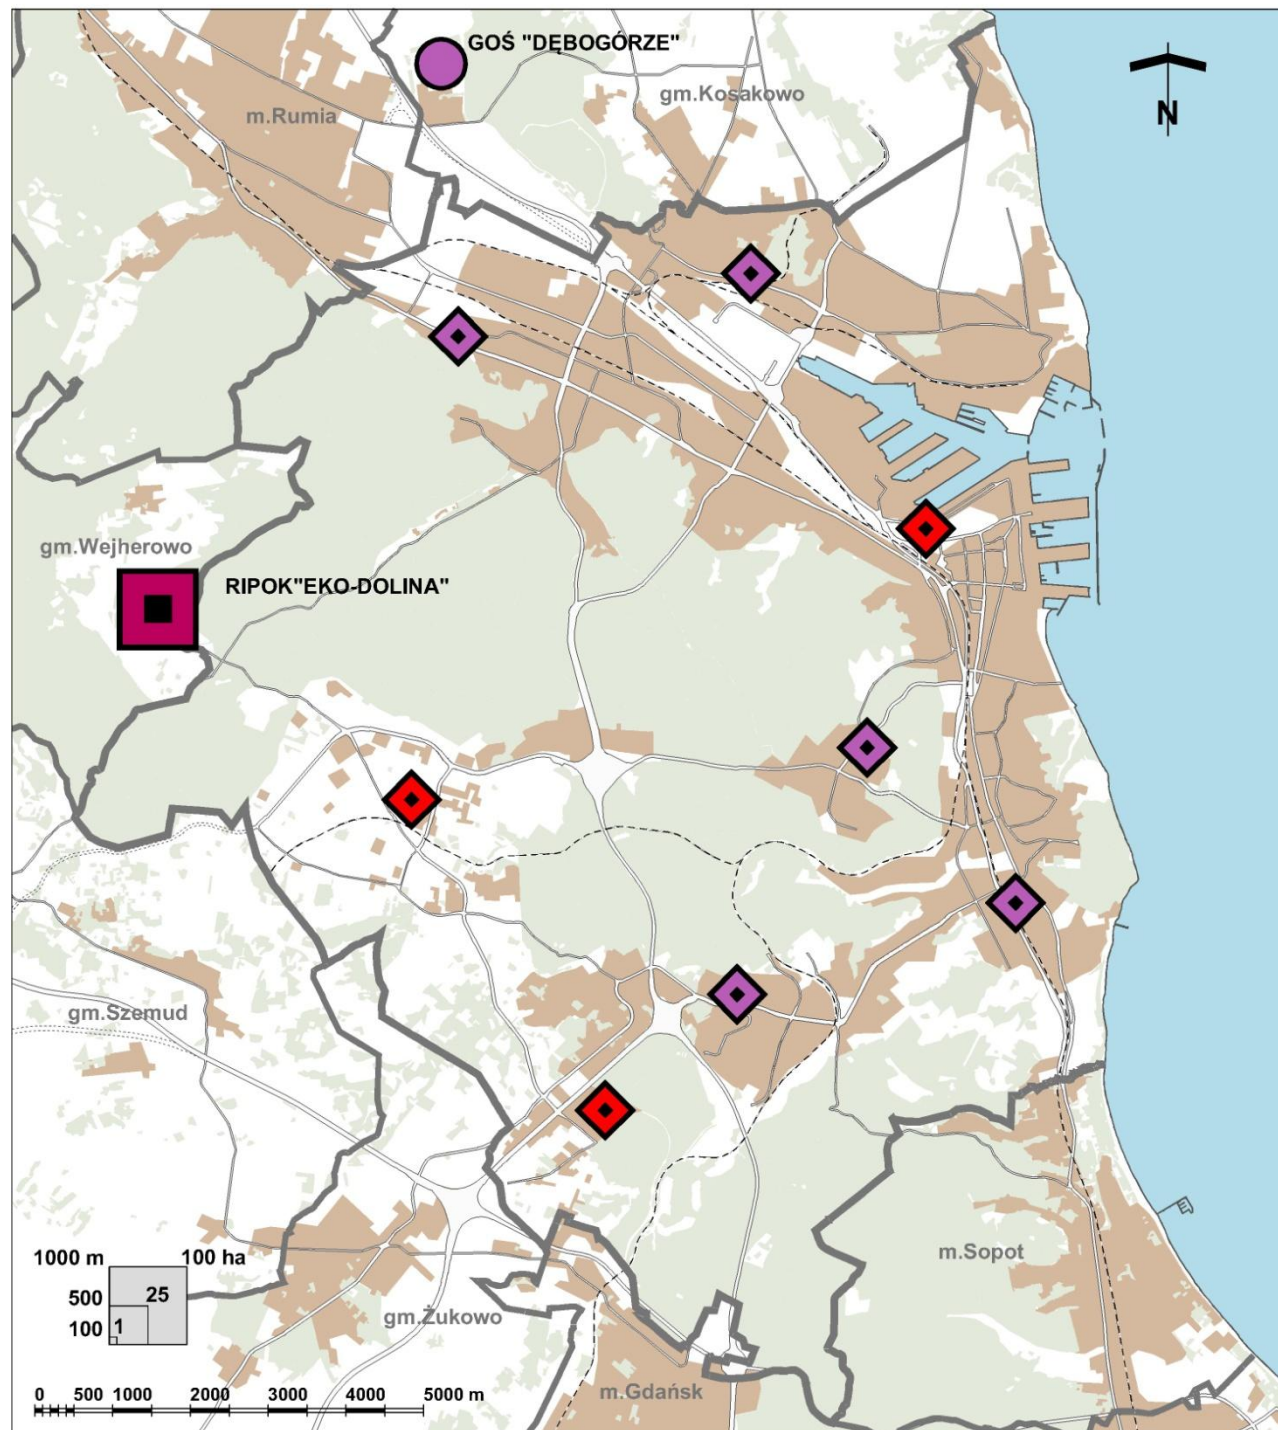 GOŚ "DĘBOGÓRZE"
gm.Kosakowo
m.Rumia
N
gm.Wejherowo
RIPOK"EKO-DOLINA"
gm.Szemud
m.Sopot
1000 m 100 ha
500 25
100 1
gm.Żukowo
m.Gdańsk
0 500 1000 2000 3000 4000 5000 m